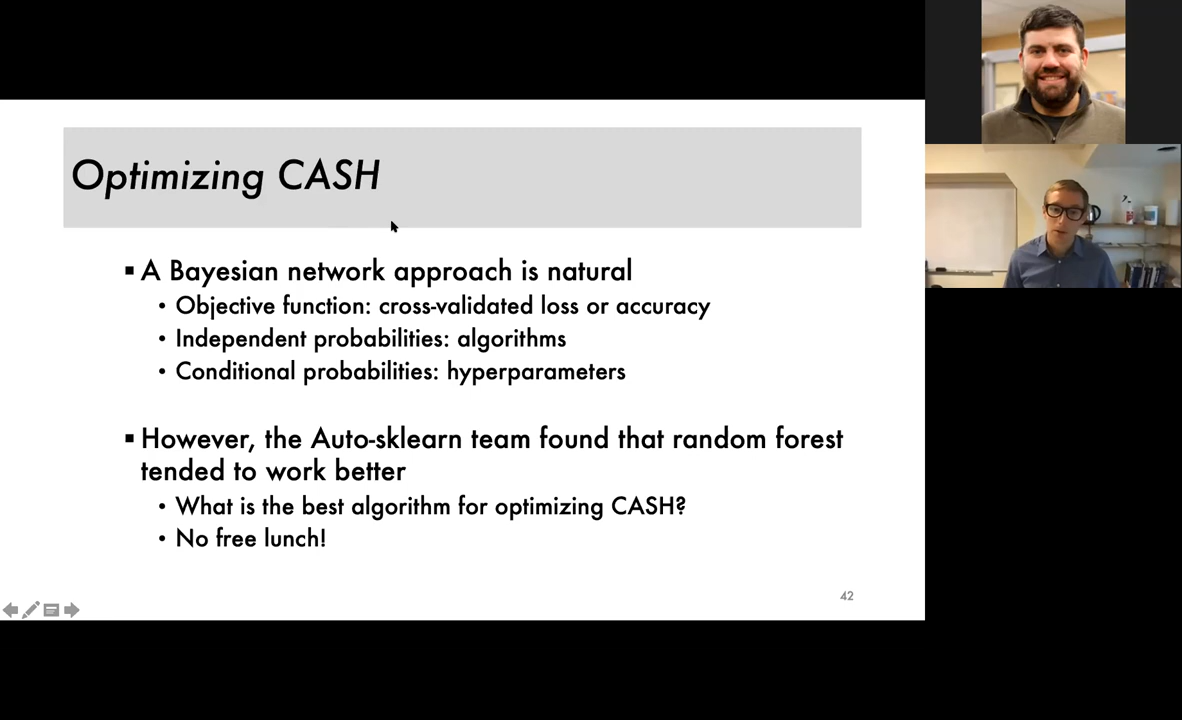 Optimizing CASH
▪ A Bayesian network approach is natural
• Objective function: cross-validated loss or accuracy
• Independent probabilities: algorithms
• Conditional probabilities: hyperparameters
▪ However, the Auto-sklearn team found that random forest
tended to work better
• What is the best algorithm for optimizing CASH?
• No free lunch!
42